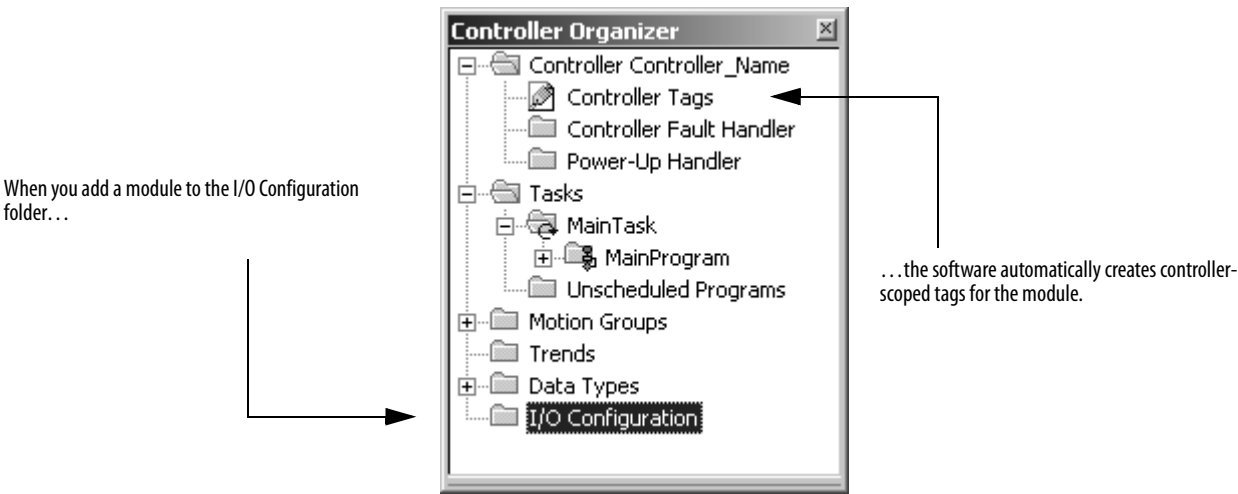 Controller Organizer
Controller Controller_Name
Controller Tags
Controller Fault Handler
Power-Up Handler
Tasks
MainTask
MainProgram
Unscheduled Programs
Motion Groups
Trends
Data Types
I/O Configuration
When you add a module to the I/O Configuration
folder…
…the software automatically creates controller-
scoped tags for the module.